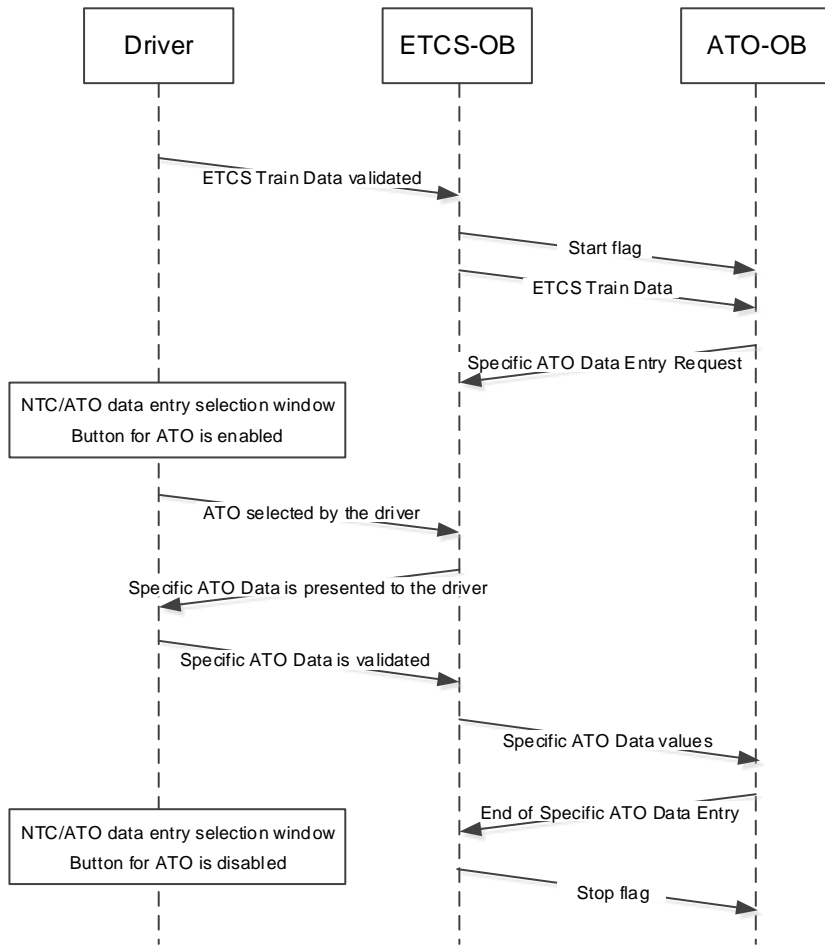 Driver
ETCS-OB
ATO-OB
ETCS Train Data validated
Start flag
ETCS Train Data
Specific ATO Data Entry Request
NTC/ATO data entry selection window
Button for ATO is enabled
ATO selected by the driver
Specific ATO Data is presented to the driver
Specific ATO Data is validated
Specific ATO Data values
End of Specific ATO Data Entry
NTC/ATO data entry selection window
Button for ATO is disabled
Stop flag